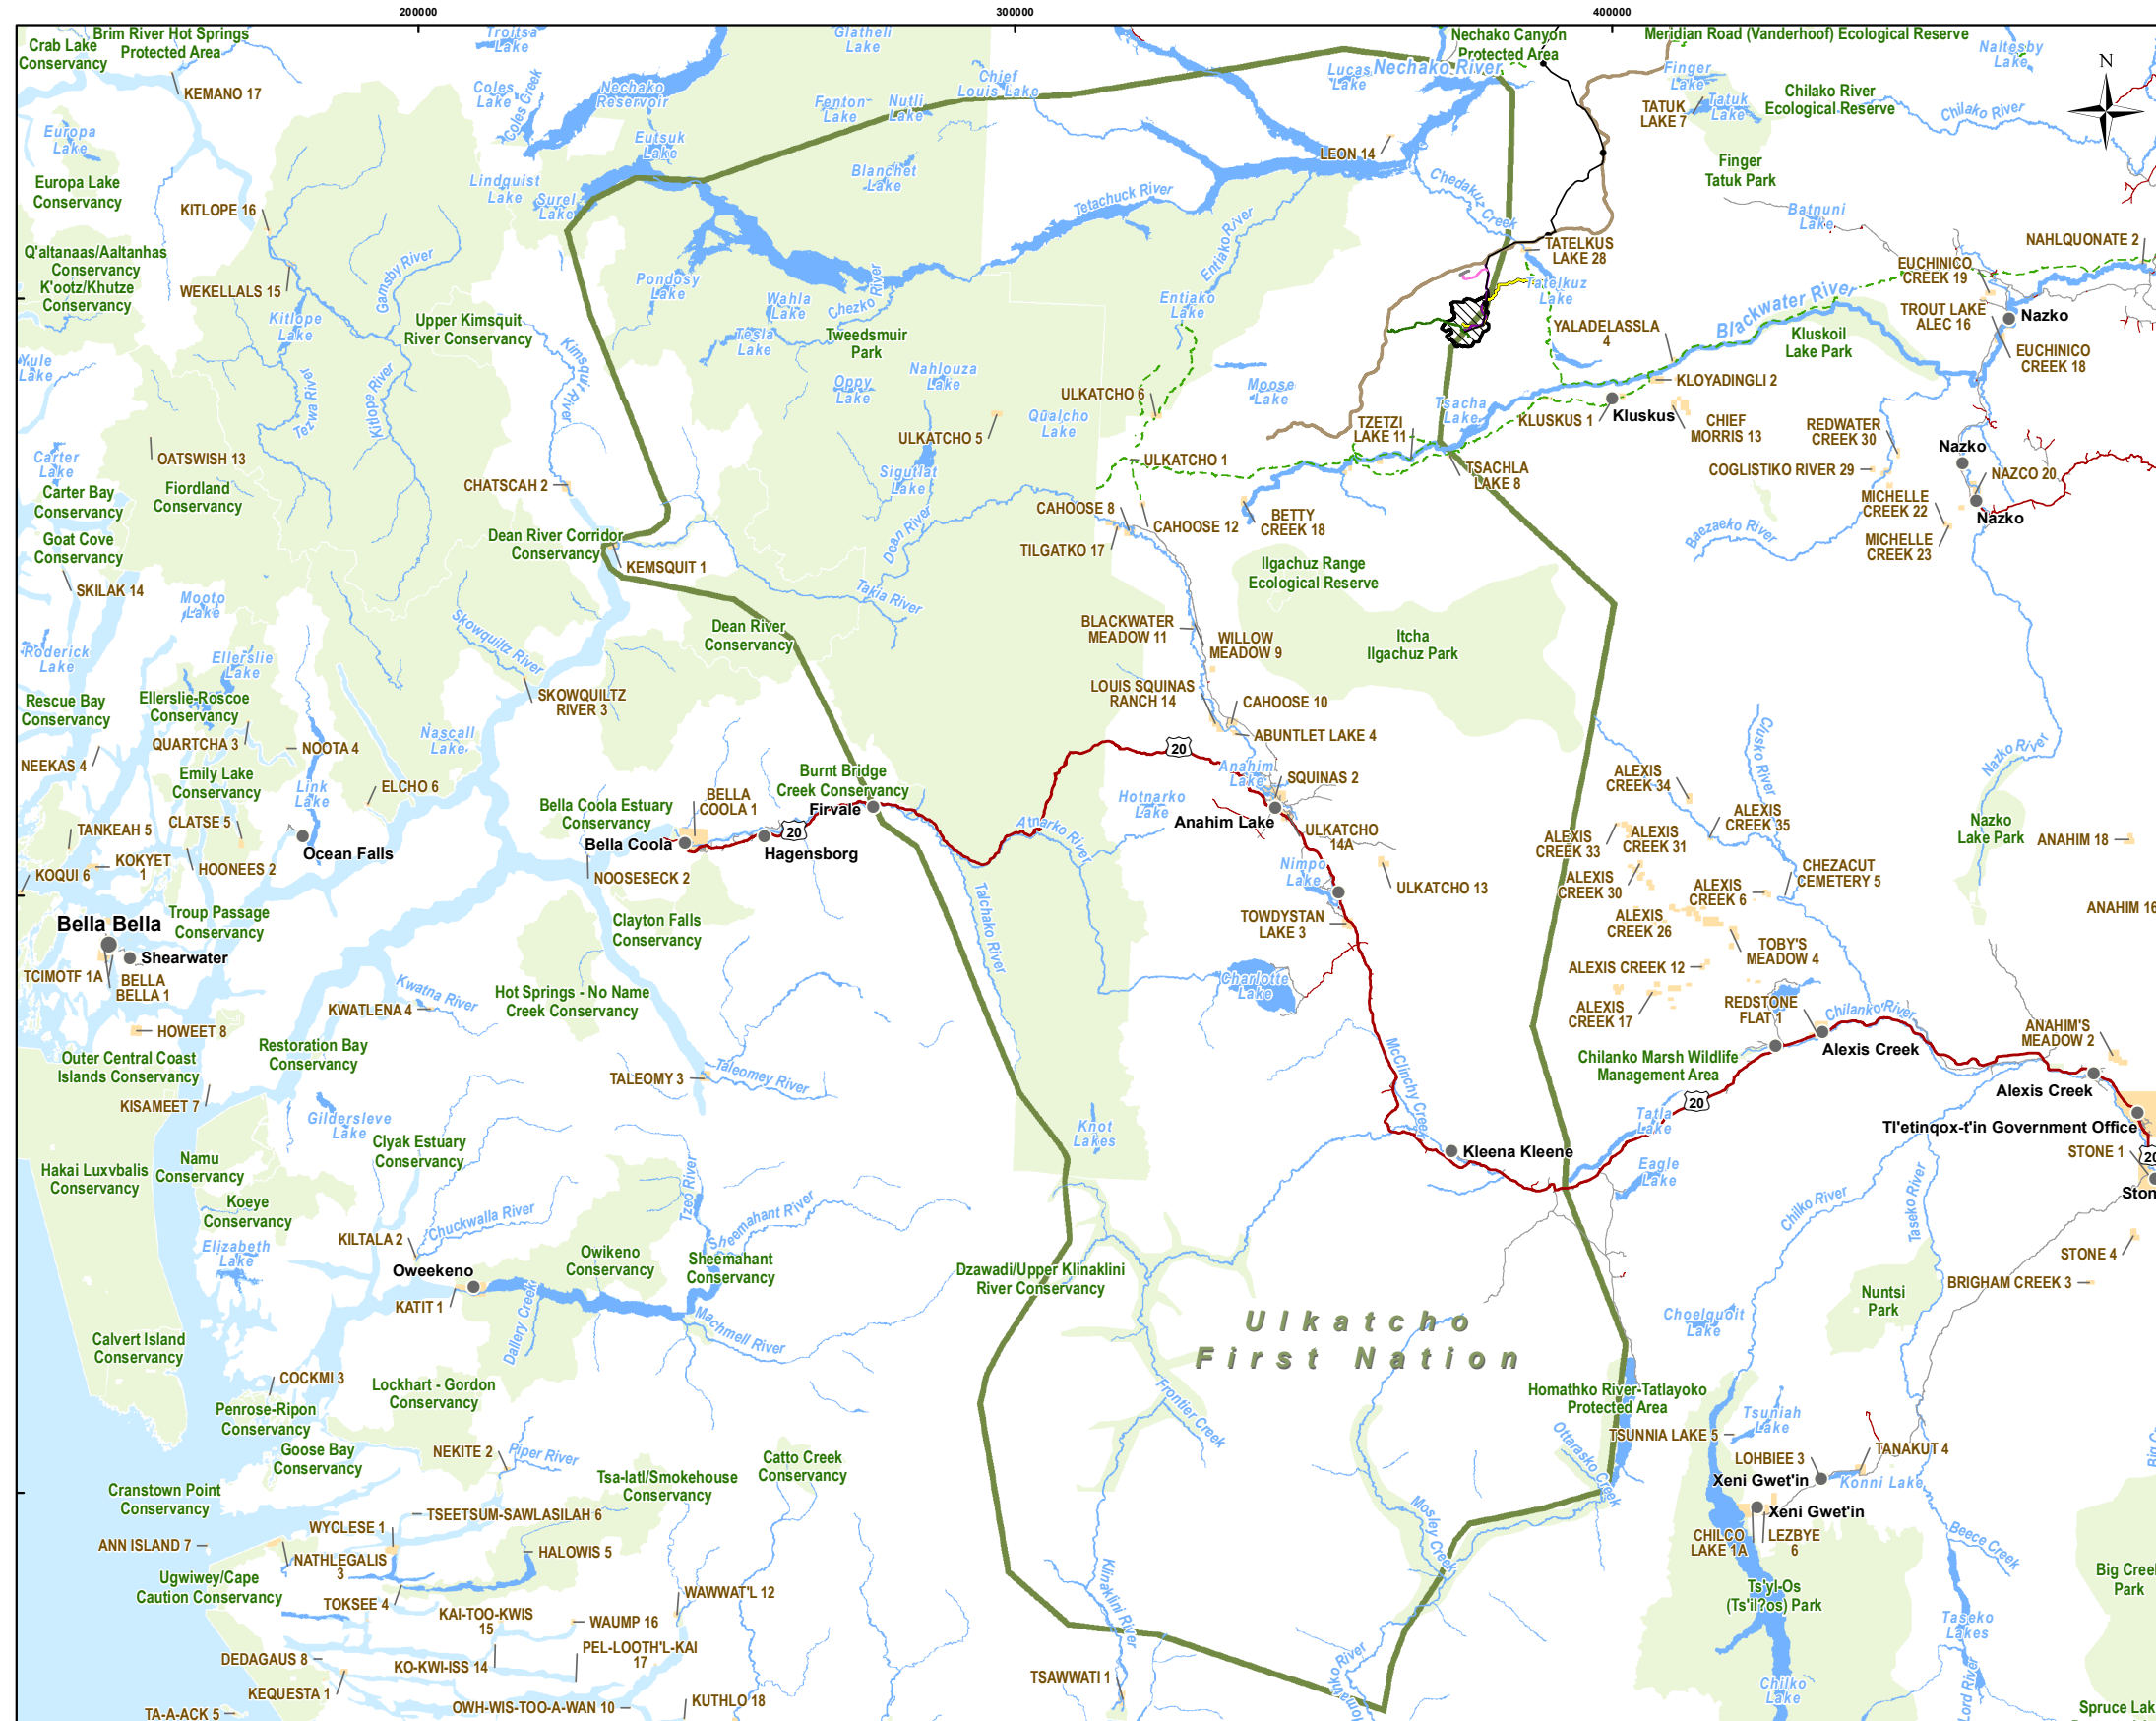 200000
300000
400000
Crab Lake
Conservancy
Brim River Hot Springs
Protected Area
Troitsa
Lake
Glatheli
Lake
Nechako Canyon
Protected Area
Meridian Road (Vanderhoof) Ecological Reserve
Naltesby
Lake
N
KEMANO 17
Coles
Lake
Coles Creek
Nechako
Reservoir
Chief
Louis Lake
Fenton
Lake
Nutli
Lake
Lucas
Lake
Nechako River
Finger
Lake
TATUK
LAKE 7
Tatuk
Lake
Chilako River
Ecological Reserve
Chilako River
Europa
Lake
Eutsuk
Lake
LEON 14
Finger
Tatuk Park
Europa Lake
Conservancy
Lindquist
Lake
Surel
Lake
Blanchet
Lake
Tetachuck River
Chedakuz Creek
Batnuni
Lake
KITLOPE 16
Entiako River
Q'altanaas/Aaltanhas
Conservancy
K'ootz/Khutze
Conservancy
Gamsby River
TATELKUS
LAKE 28
NAHLQUONATE 2
EUCHINICO
CREEK 19
WEKELLALS 15
Pondosy
Lake
Wahla
Lake
Chezko River
Entiako
Lake
Tatelkuz
Lake
Kitlope
Lake
Upper Kimsquit
River Conservancy
Tesla
Lake
Tweedsmuir
Park
YALADELASSLA
4
Blackwater River
Kluskoil
Lake Park
TROUT LAKE
ALEC 16
Nazko
EUCHINICO
CREEK 18
Yule
Lake
Kimsquit River
Tezwa River
Kitlope River
Oppy
Lake
Nahlouza
Lake
ULKATCHO 6
Moose
Lake
KLOYADINGLI 2
Qūalcho
Lake
Tsacha
Lake
KLUSKUS 1
Kluskus
CHIEF
MORRIS 13
REDWATER
CREEK 30
ULKATCHO 5
TZETZI
LAKE 11
Nazko
OATSWISH 13
Carter
Lake
Carter Bay
Conservancy
Fiordland
Conservancy
CHATSCAH 2
Sigutlat
Lake
ULKATCHO 1
TSACHLA
LAKE 8
COGLISTIKO RIVER 29
NAZCO 20
MICHELLE
CREEK 22
Nazko
Goat Cove
Conservancy
Dean River Corridor
Conservancy
Dean River
CAHOOSE 8
CAHOOSE 12
BETTY
CREEK 18
Baezaeko River
MICHELLE
CREEK 23
TILGATKO 17
KEMSQUIT 1
SKILAK 14
Mooto
Lake
Takia River
Ilgachuz Range
Ecological Reserve
Skowquiltz River
Dean River
Conservancy
BLACKWATER
MEADOW 11
WILLOW
MEADOW 9
Itcha
Ilgachuz Park
Roderick
Lake
Ellerslie
Lake
Rescue Bay
Conservancy
Ellerslie-Roscoe
Conservancy
SKOWQUILTZ
RIVER 3
LOUIS SQUINAS
RANCH 14
CAHOOSE 10
ABUNTLET LAKE 4
Nascall
Lake
QUARTCHA 3
NOOTA 4
NEEKAS 4
Emily Lake
Conservancy
Link
Lake
ELCHO 6
Burnt Bridge
Creek Conservancy
20
Anahim
Lake
SQUINAS 2
Clusko River
Nazko River
ALEXIS
CREEK 34
Bella Coola Estuary
Conservancy
BELLA
COOLA 1
Firvale
Hotnarko
Lake
Anahim Lake
ALEXIS
CREEK 35
Nazko
Lake Park
ANAHIM 18
TANKEAH 5
CLATSE 5
Ocean Falls
Bella Coola
20
Hagensborg
Atnarko River
ULKATCHO
14A
ALEXIS
CREEK 33
ALEXIS
CREEK 31
KOKYET
1
KOQUI 6
HOONEES 2
NOOSESECK 2
Nimpo
Lake
ULKATCHO 13
ALEXIS
CREEK 30
ALEXIS
CREEK 6
CHEZACUT
CEMETERY 5
Bella Bella
Troup Passage
Conservancy
Clayton Falls
Conservancy
Talchako River
TOWDYSTAN
LAKE 3
ALEXIS
CREEK 26
TOBY'S
MEADOW 4
ANAHIM 16
Shearwater
TCIMOTF 1A
BELLA
BELLA 1
Kwatna River
KWATLENA 4
Hot Springs - No Name
Creek Conservancy
Charlotte
Lake
ALEXIS CREEK 12
ALEXIS
CREEK 17
REDSTONE
FLAT 1
Chilanko River
HOWEET 8
Outer Central Coast
Islands Conservancy
Restoration Bay
Conservancy
Alexis Creek
ANAHIM'S
MEADOW 2
KISAMEET 7
TALEOMY 3
Taleomey River
McClinchy Creek
Chilanko Marsh Wildlife
Management Area
Alexis Creek
20
Gildersleve
Lake
Knot
Lakes
Tatla
Lake
Tl'etinqox-t'in Government Office
Clyak Estuary
Conservancy
Kleena Kleene
Eagle
Lake
STONE 1
20
Ston
Hakai Luxvbalis
Conservancy
Namu
Conservancy
Koeye
Conservancy
Tzeo River
Sheemahant River
Chilko River
Taseko River
Chuckwalla River
KILTALA 2
Elizabeth
Lake
Oweekeno
Owikeno
Conservancy
Sheemahant
Conservancy
Dzawadi/Upper Klinaklini
River Conservancy
STONE 4
BRIGHAM CREEK 3
KATIT 1
Dallery Creek
Machmell River
Ulkatcho
First Nation
Choelquoit
Lake
Nuntsi
Park
Calvert Island
Conservancy
COCKMI 3
Lockhart - Gordon
Conservancy
Frontier Creek
Homathko River-Tatlayoko
Protected Area
Penrose-Ripon
Conservancy
Tsuniah
Lake
TSUNNIA LAKE 5
Goose Bay
Conservancy
NEKITE 2
Piper River
Catto Creek
Conservancy
Ottarasko Creek
LOHBIEE 3
TANAKUT 4
Xeni Gwet'in
Konni Lake
Tsa-latl/Smokehouse
Conservancy
Cranstown Point
Conservancy
TSEETSUM-SAWLASILAH 6
Mosley Creek
Xeni Gwet'in
WYCLESE 1
CHILCO
LAKE 1A
LEZBYE
6
Beece Creek
ANN ISLAND 7
NATHLEGALIS
3
HALOWIS 5
Klinaklini River
Ugwiwey/Cape
Caution Conservancy
Ts'yl-Os
(Ts'il?os) Park
Big Creek
Park
TOKSEE 4
KAI-TOO-KWIS
15
WAWWAT'L 12
WAUMP 16
Taseko
Lakes
PEL-LOOTH'L-KAI
17
DEDAGAUS 8
KO-KWI-ISS 14
TSAWWATI 1
KEQUESTA 1
OWH-WIS-TOO-A-WAN 10
KUTHLO 18
Chilko
Lake
Lord River
TA-A-ACK 5
Spruce Lak